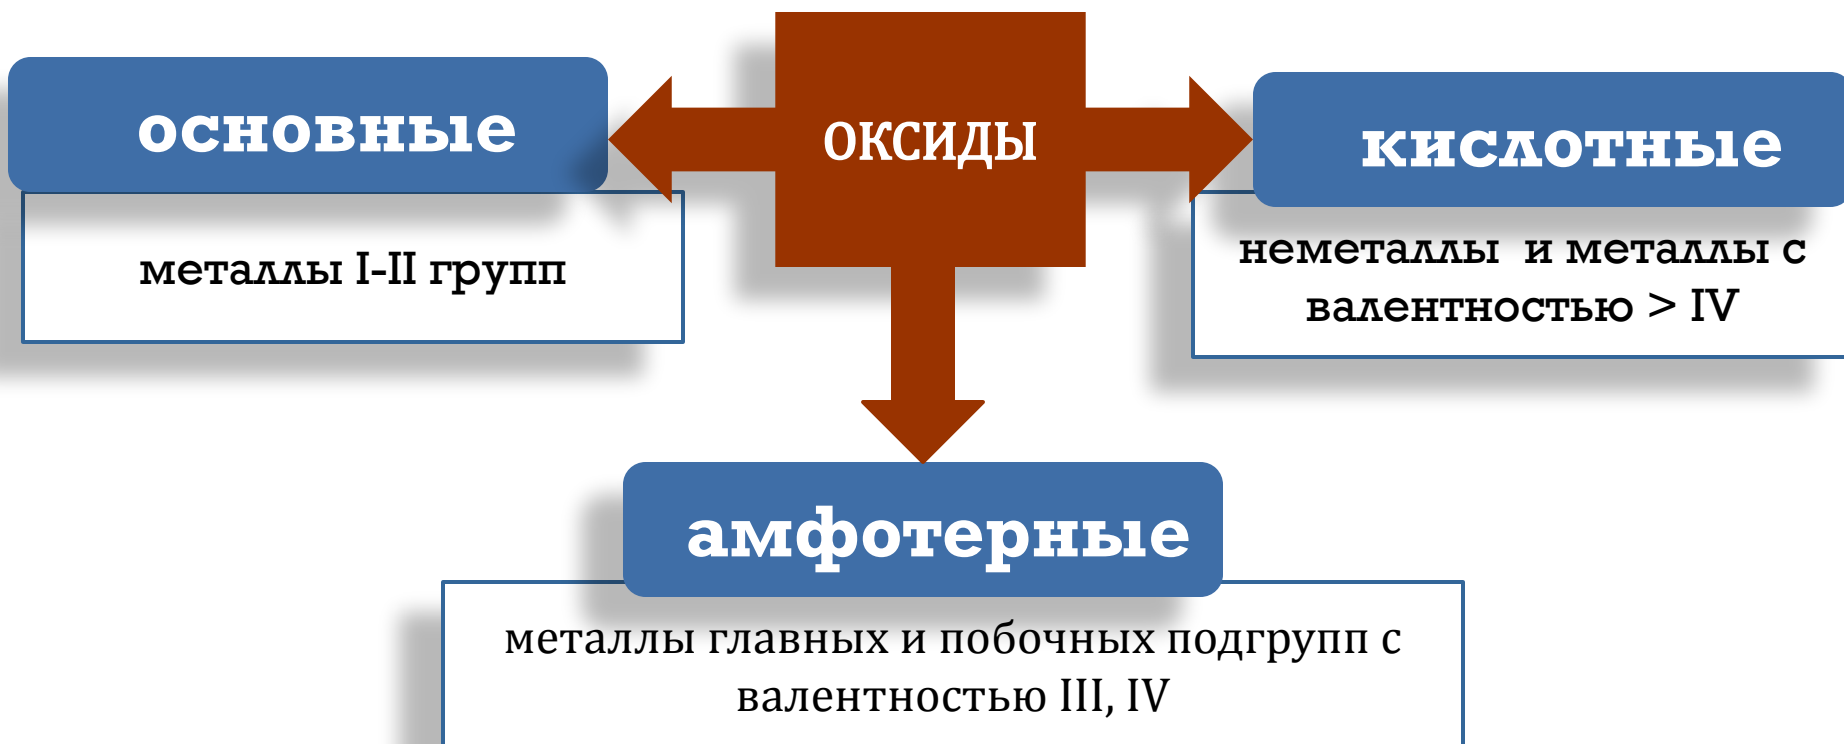 ОКСИДЫ
основные
металлы I-II групп
кислотные
неметаллы и металлы с
валентностью > IV
амфотерные
металлы главных и побочных подгрупп с
валентностью III, IV